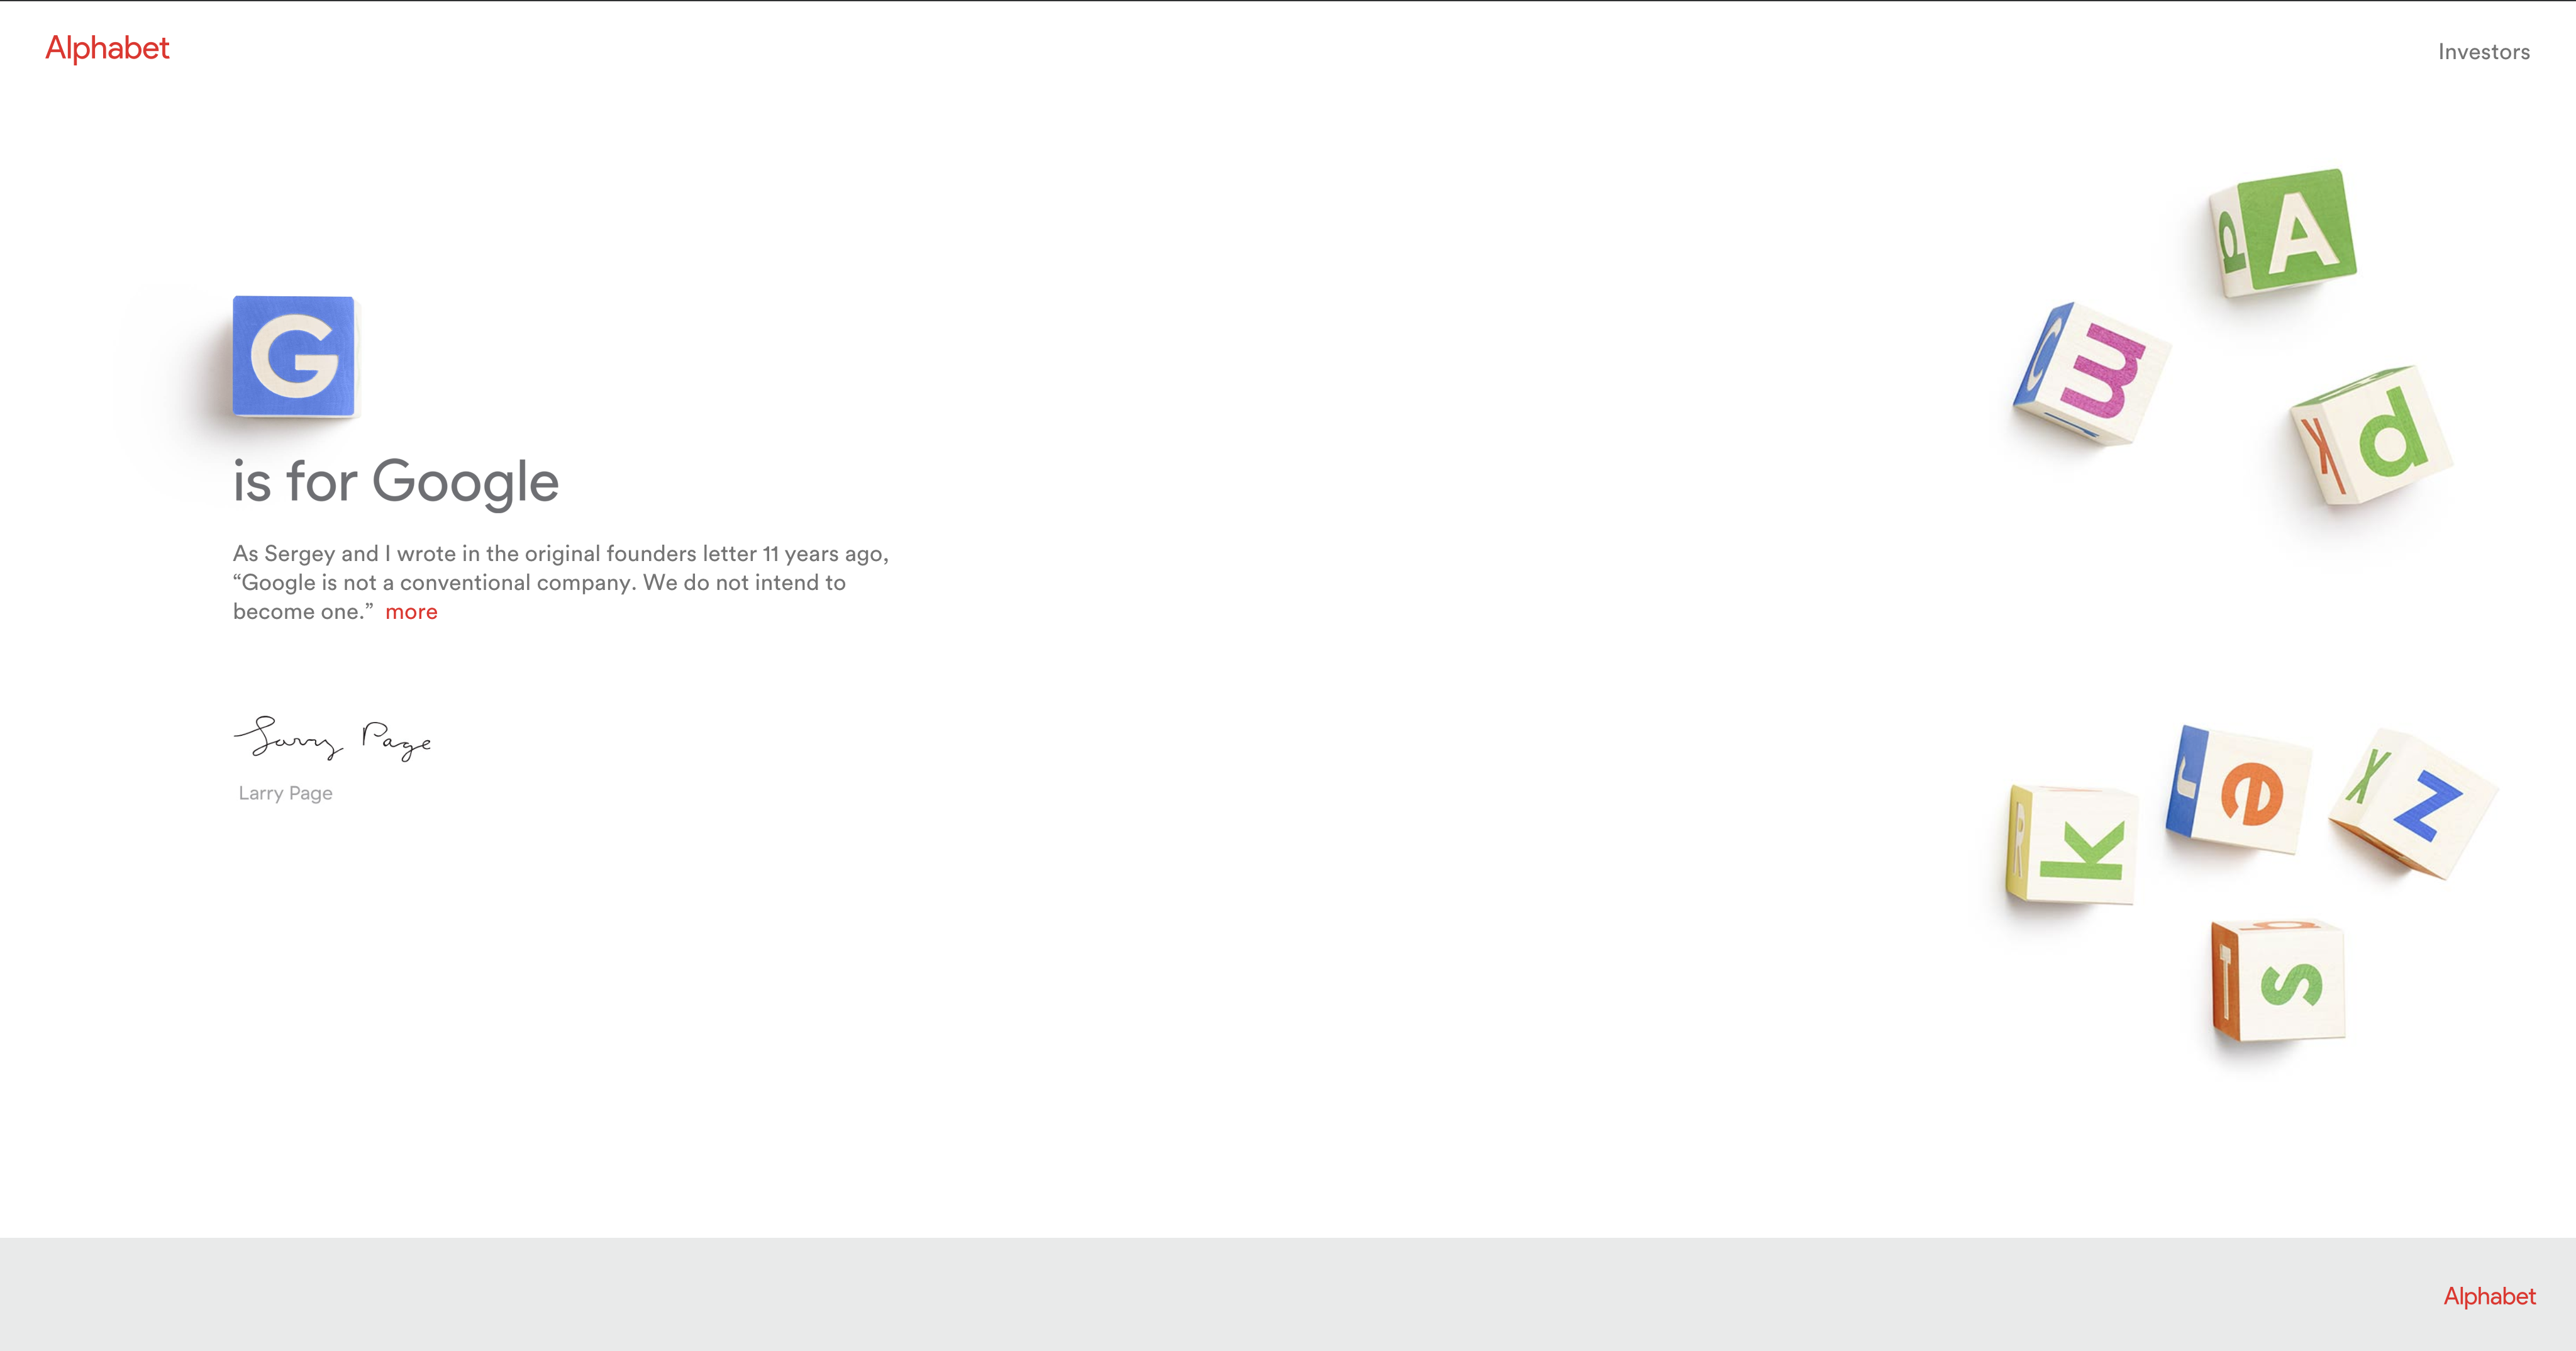 Alphabet
Investors
A
m
d
G
is for Google
As Sergey and I wrote in the original founders letter 11 years ago,
“Google is not a conventional company. We do not intend to
become one.” more
Larry Page
Larry Page
e
z
k
s
Alphabet